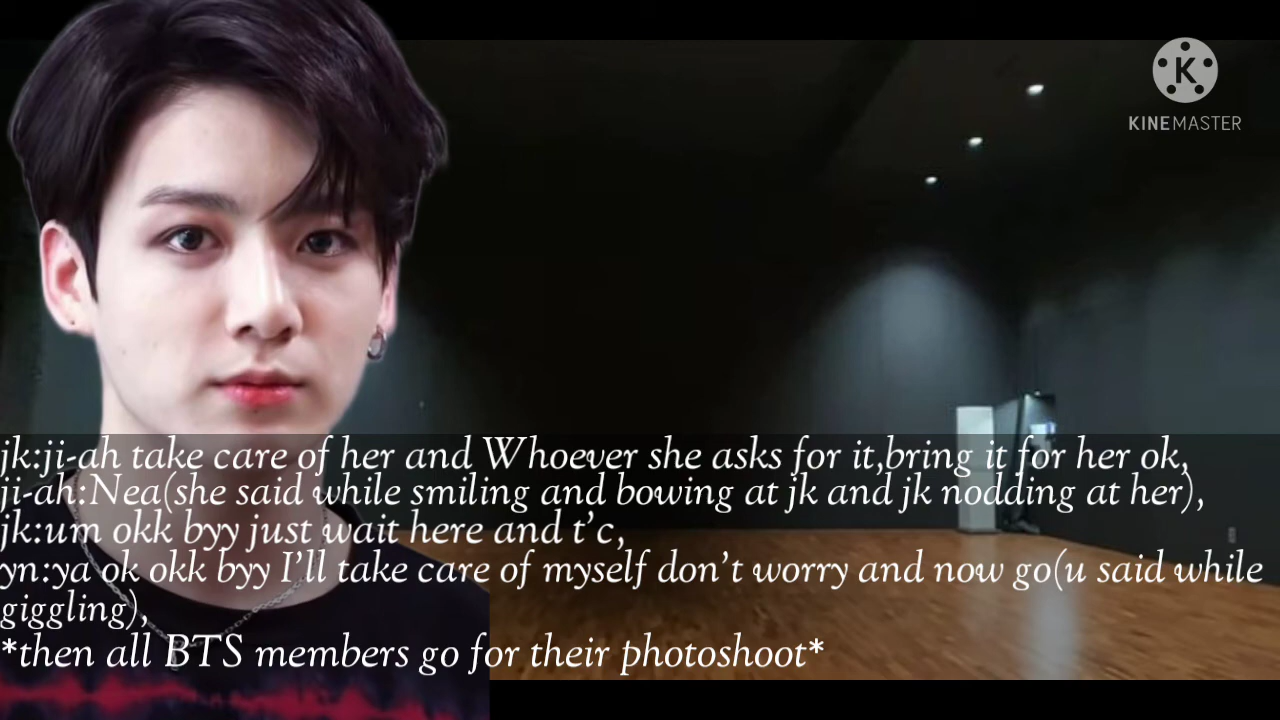 KINEMASTER
jk:ji-ah take care of her and Whoever she asks for it,bring it for her ok,
ji-ah:Nea(she said while smiling and bowing at jk and jk nodding at her),
jk:um okk byy just wait here and t'c,
yn:ya ok okk byy I'll take care of myself don't worry and now go(u said while
giggling),
*then all BTS members go for their photoshoot*